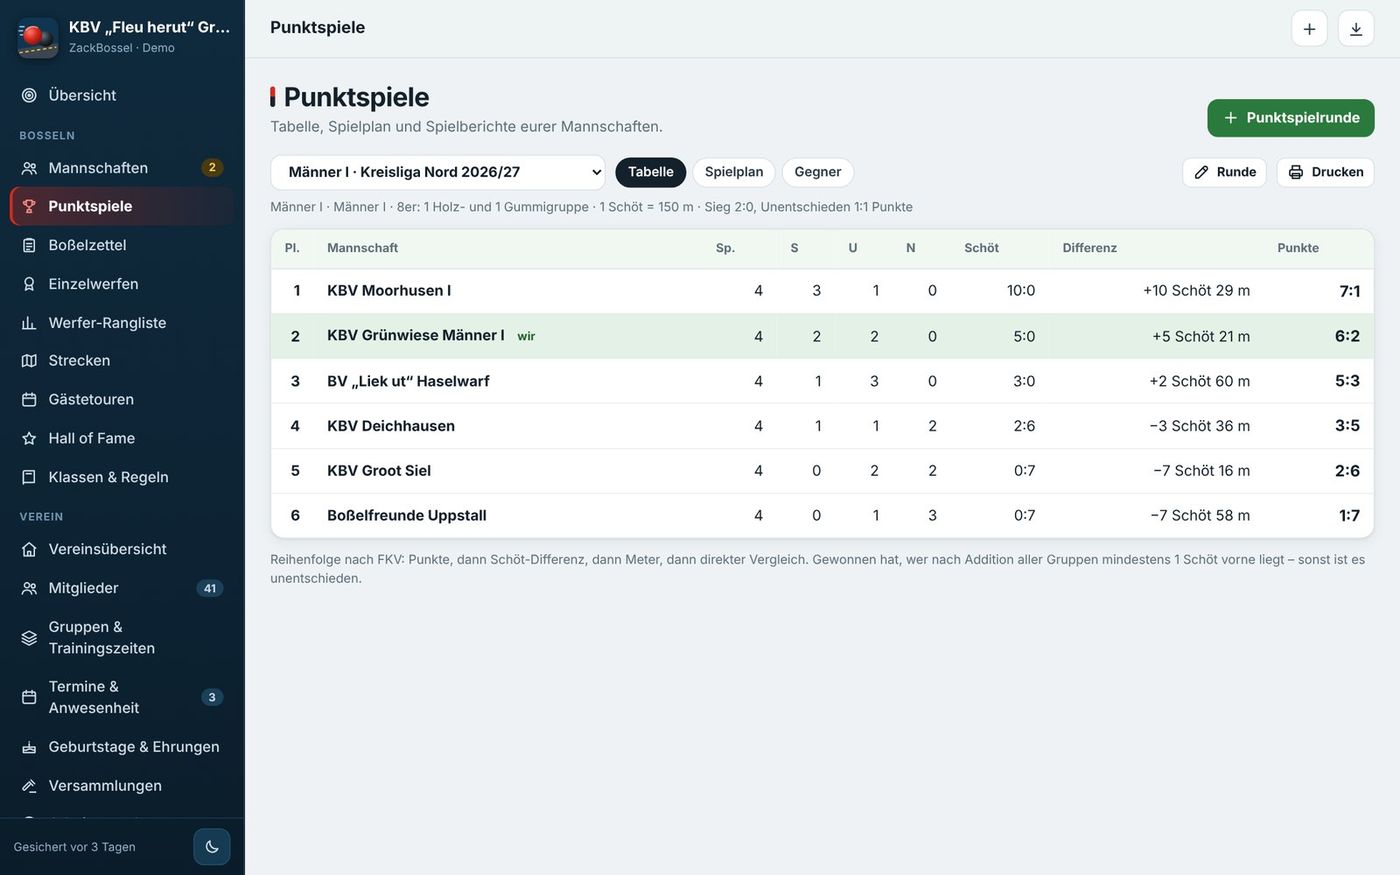 KBV „Fleu herut“ Gr…
ZackBossel · Demo
Übersicht
BOSSELN
Mannschaften 2
Punktspiele
Boßelzettel
Einzelwerfen
Werfer-Rangliste
Strecken
Gästetouren
Hall of Fame
Klassen & Regeln
VEREIN
Vereinsübersicht
Mitglieder 41
Gruppen &
Trainingszeiten
Termine &
Anwesenheit 3
Geburtstage & Ehrungen
Versammlungen
Gesichert vor 3 Tagen
Punktspiele
Punktspiele
Tabelle, Spielplan und Spielberichte eurer Mannschaften.
+ Punktspielrunde
Männer I · Kreisliga Nord 2026/27 Tabelle Spielplan Gegner Runde Drucken
Männer I · Männer I · 8er: 1 Holz- und 1 Gummigruppe · 1 Schöt = 150 m · Sieg 2:0, Unentschieden 1:1 Punkte
Pl. Mannschaft Sp. S U N Schöt Differenz Punkte
1 KBV Moorhusen I 4 3 1 0 10:0 +10 Schöt 29 m 7:1
2 KBV Grünwiese Männer I wir 4 2 2 0 5:0 +5 Schöt 21 m 6:2
3 BV „Liek ut“ Haselwarf 4 1 3 0 3:0 +2 Schöt 60 m 5:3
4 KBV Deichhausen 4 1 1 2 2:6 −3 Schöt 36 m 3:5
5 KBV Groot Siel 4 0 2 2 0:7 −7 Schöt 16 m 2:6
6 Boßelfreunde Uppstall 4 0 1 3 0:7 −7 Schöt 58 m 1:7
Reihenfolge nach FKV: Punkte, dann Schöt-Differenz, dann Meter, dann direkter Vergleich. Gewonnen hat, wer nach Addition aller Gruppen mindestens 1 Schöt vorne liegt – sonst ist es
unentschieden.